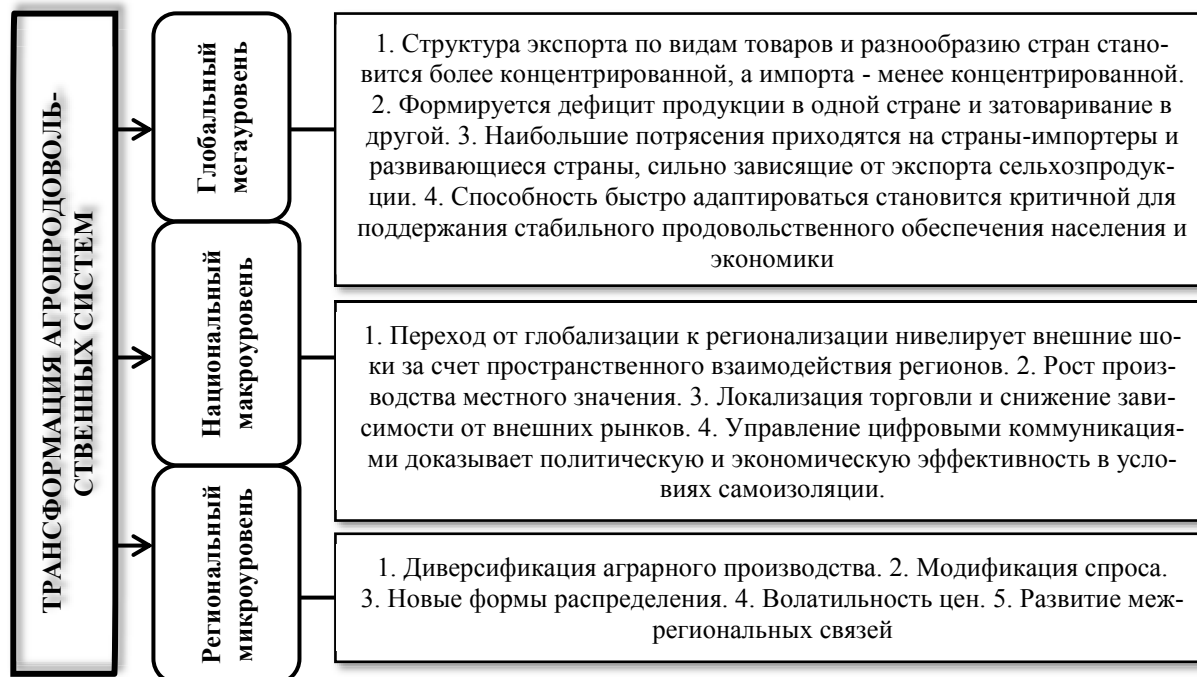 ТРАНСФОРМАЦИЯ АГРОПРОДОВОЛЬ-
СТВЕННЫХ СИСТЕМ
Глобальный
мегауровень
1. Структура экспорта по видам товаров и разнообразию стран стано-
вится более концентрированной, а импорта - менее концентрированной.
2. Формируется дефицит продукции в одной стране и затоваривание в
другой. 3. Наибольшие потрясения приходятся на страны-импортеры и
развивающиеся страны, сильно зависящие от экспорта сельхозпродук-
ции. 4. Способность быстро адаптироваться становится критичной для
поддержания стабильного продовольственного обеспечения населения и
экономики
Национальный
макроуровень
1. Переход от глобализации к регионализации нивелирует внешние шо-
ки за счет пространственного взаимодействия регионов. 2. Рост произ-
водства местного значения. 3. Локализация торговли и снижение зави-
симости от внешних рынков. 4. Управление цифровыми коммуникация-
ми доказывает политическую и экономическую эффективность в усло-
виях самоизоляции.
Региональный
микроуровень
1. Диверсификация аграрного производства. 2. Модификация спроса.
3. Новые формы распределения. 4. Волатильность цен. 5. Развитие меж-
региональных связей